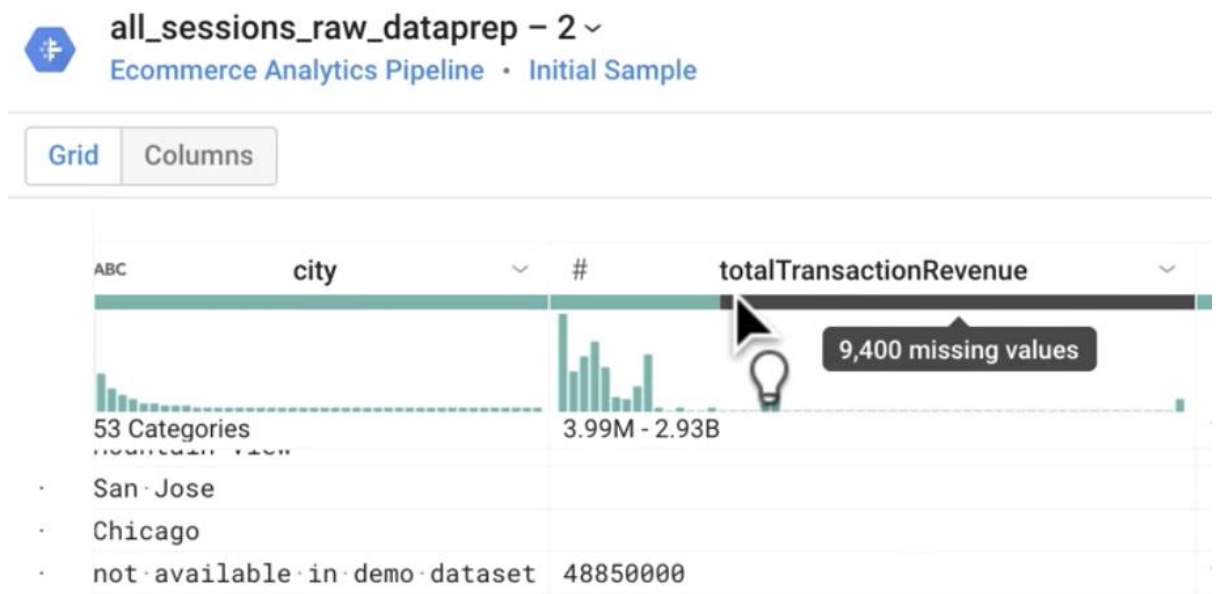 all_sessions_raw_dataprep – 2
Ecommerce Analytics Pipeline • Initial Sample
Grid Columns
ABC city # totalTransactionRevenue
9,400 missing values
53 Categories 3.99M - 2.93B
San·Jose
Chicago
not·available·in·demo·dataset 48850000